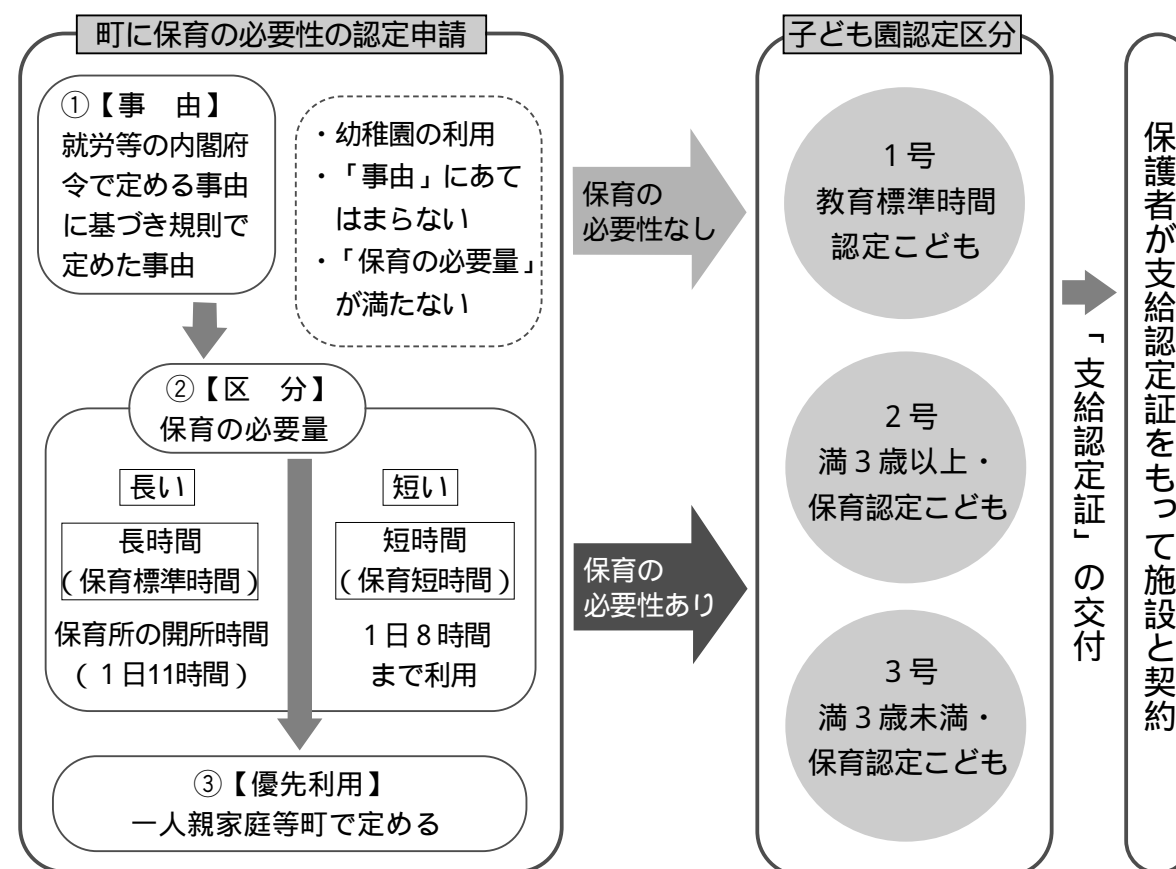 町に保育の必要性の認定申請
①【事　由】
就労等の内閣府
令で定める事由
に基づき規則で
定めた事由
・幼稚園の利用
・「事由」にあて
はまらない
・「保育の必要量」
が満たない
②【区　分】
保育の必要量
長い
長時間
（保育標準時間）
保育所の開所時間
（１日11時間）
短い
短時間
（保育短時間）
１日８時間
まで利用
③【優先利用】
一人親家庭等町で定める
保育の
必要性なし
保育の
必要性あり
子ども園認定区分
１号
教育標準時間
認定こども
２号
満３歳以上・
保育認定こども
３号
満３歳未満・
保育認定こども
「支給認定証」の交付
保護者が支給認定証をもって施設と契約